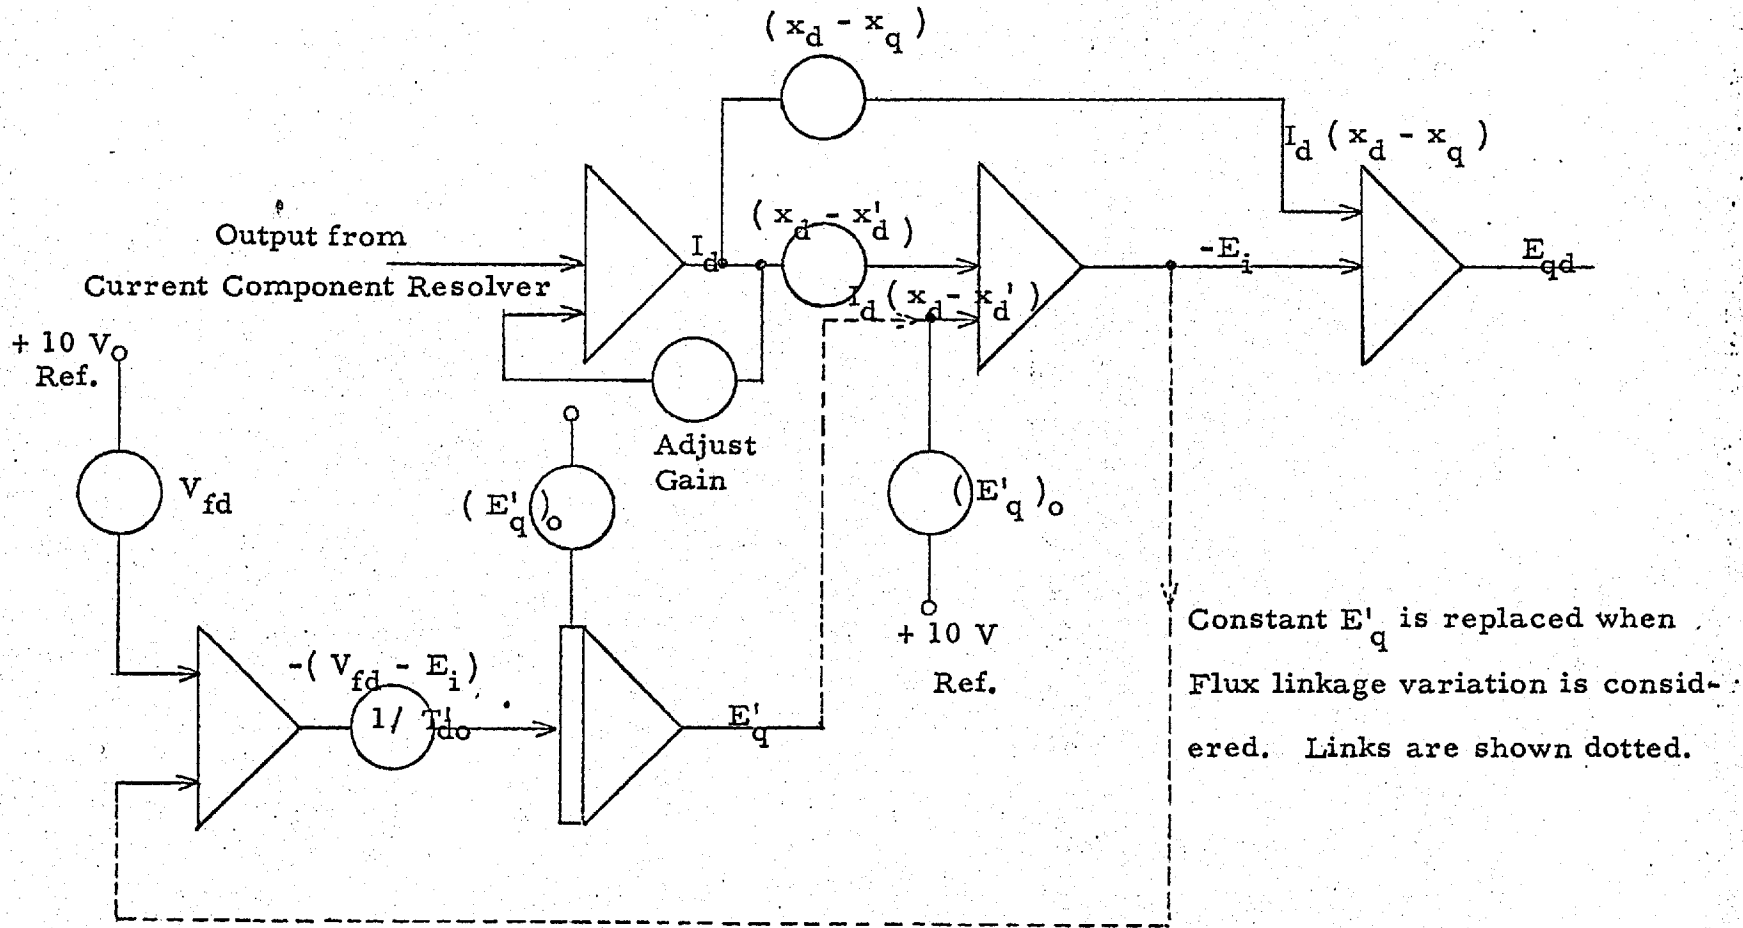 ( x_d - x_q )
I_d ( x_d - x_q )
( x_d - x'_d )
Output from
I_d
-E_i
E_qd
Current Component Resolver
I_d ( x_d - x_d' )
+ 10 V
Ref.
Adjust
Gain
V_fd
( E'_q )_o
( E'_q )_o
+ 10 V
Ref.
-( V_fd - E_i )
1/ T'_do
E'_q
Constant E'_q is replaced when
Flux linkage variation is consid-
ered. Links are shown dotted.